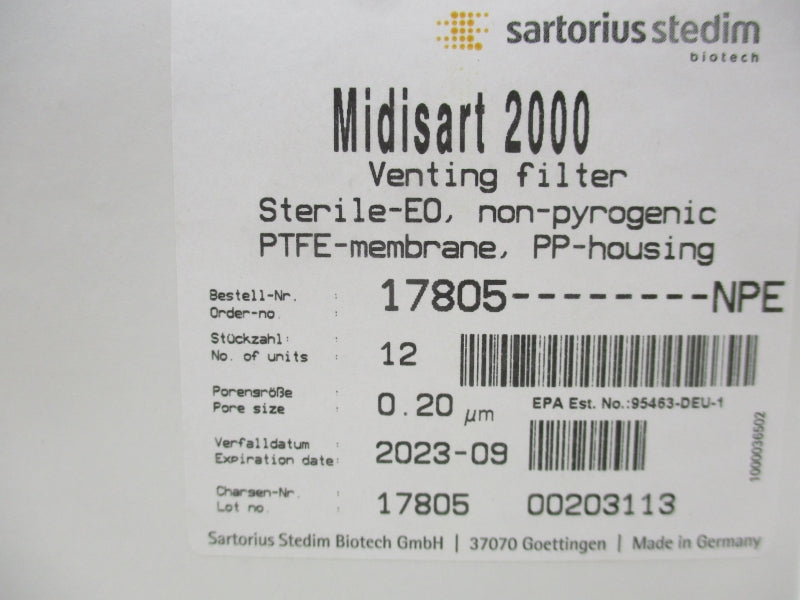 sartorius stedim
biotech
Midisart 2000
Venting filter
Sterile-EO, non-pyrogenic
PTFE-membrane, PP-housing
Bestell-Nr. :
Order-no. : 17805--------NPE
Stückzahl :
No. of units : 12
Porengröße :
Pore size : 0.20 µm
EPA Est. No.:95463-DEU-1
Verfalldatum :
Expiration date: 2023-09
Chargen-Nr. :
Lot no. : 17805 00203113
1000036502
Sartorius Stedim Biotech GmbH | 37070 Goettingen | Made in Germany